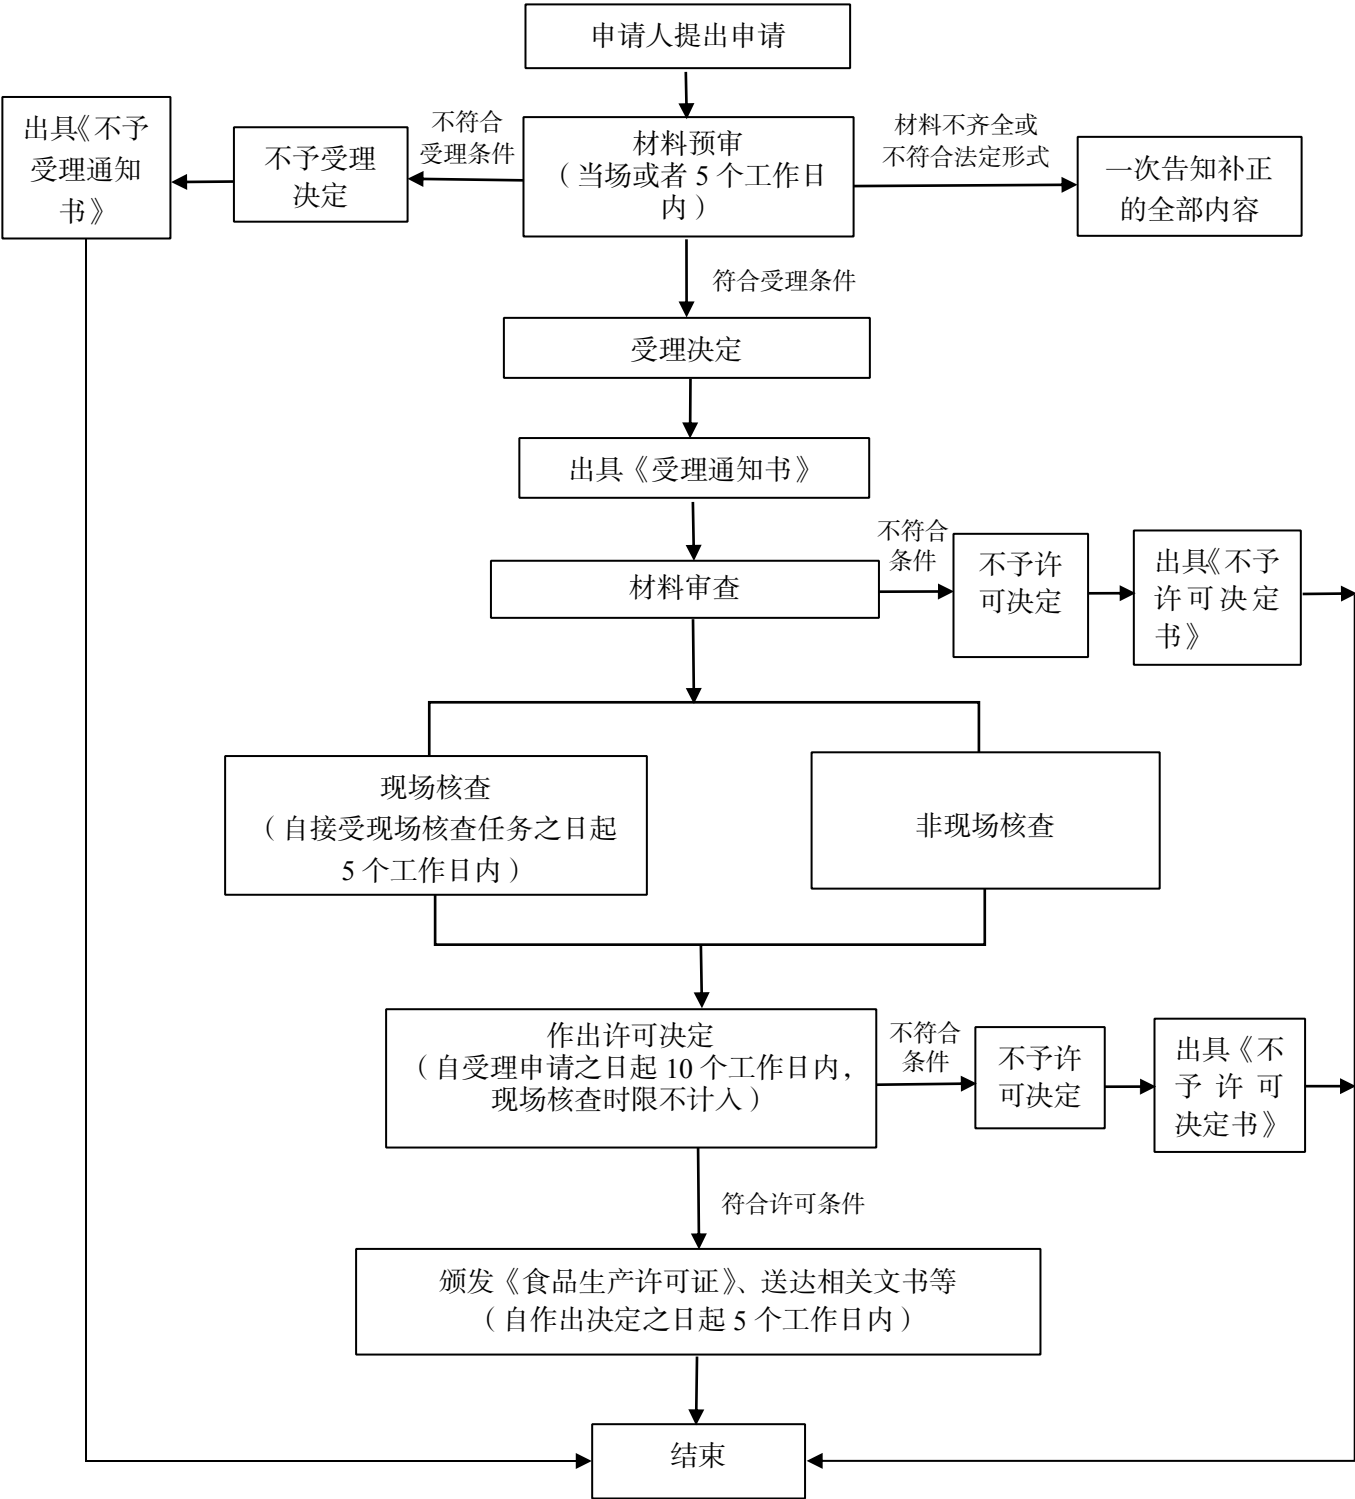 申请人提出申请
出具《不予
受理通知
书》
不予受理
决定
不符合
受理条件
材料预审
（当场或者 5 个工作日
内）
材料不齐全或
不符合法定形式
一次告知补正
的全部内容
符合受理条件
受理决定
出具《受理通知书》
材料审查
不符合
条件
不予许
可决定
出具《不予
许可决定
书》
现场核查
（自接受现场核查任务之日起
5 个工作日内）
非现场核查
作出许可决定
（自受理申请之日起 10 个工作日内，
现场核查时限不计入）
不符合
条件
不予许
可决定
出具《不
予许可
决定书》
符合许可条件
颁发《食品生产许可证》、送达相关文书等
（自作出决定之日起 5 个工作日内）
结束